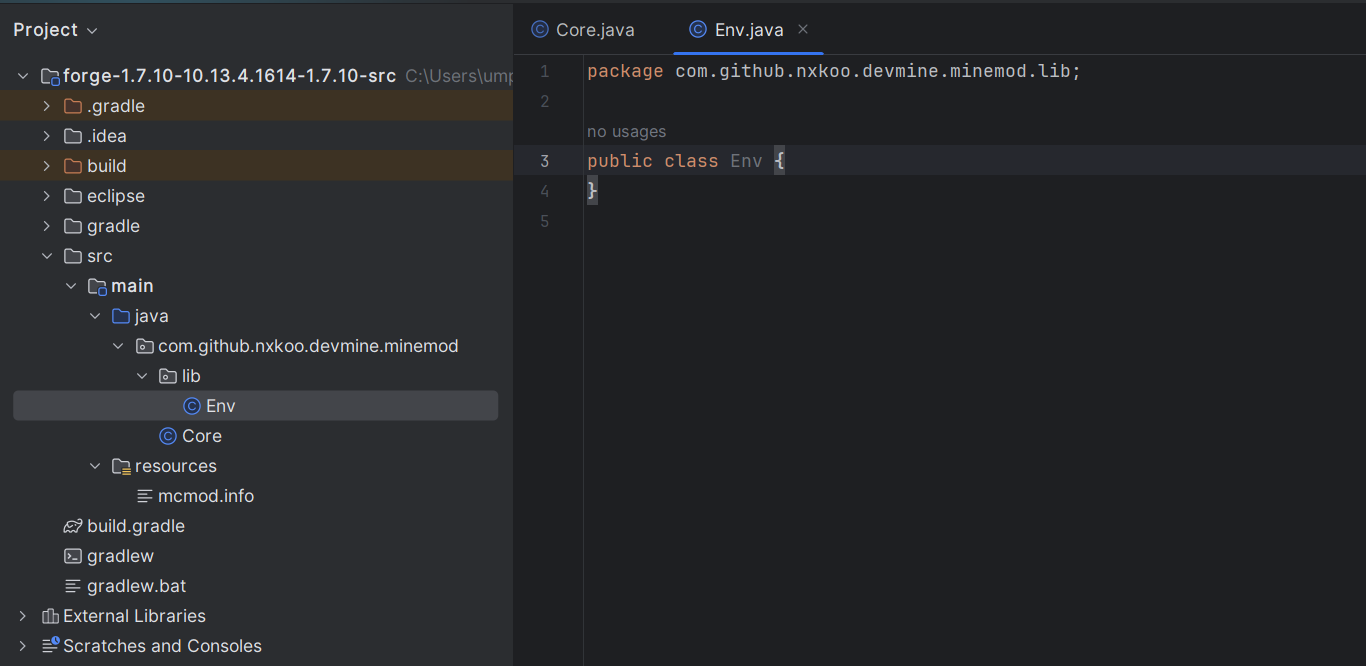 Project
forge-1.7.10-10.13.4.1614-1.7.10-src C:\Users\ump
.gradle
.idea
build
eclipse
gradle
src
main
java
com.github.nxkoo.devmine.minemod
lib
Env
Core
resources
mcmod.info
build.gradle
gradlew
gradlew.bat
External Libraries
Scratches and Consoles
Core.java
Env.java
1 package com.github.nxkoo.devmine.minemod.lib;
2
no usages
3 public class Env {
4 }
5